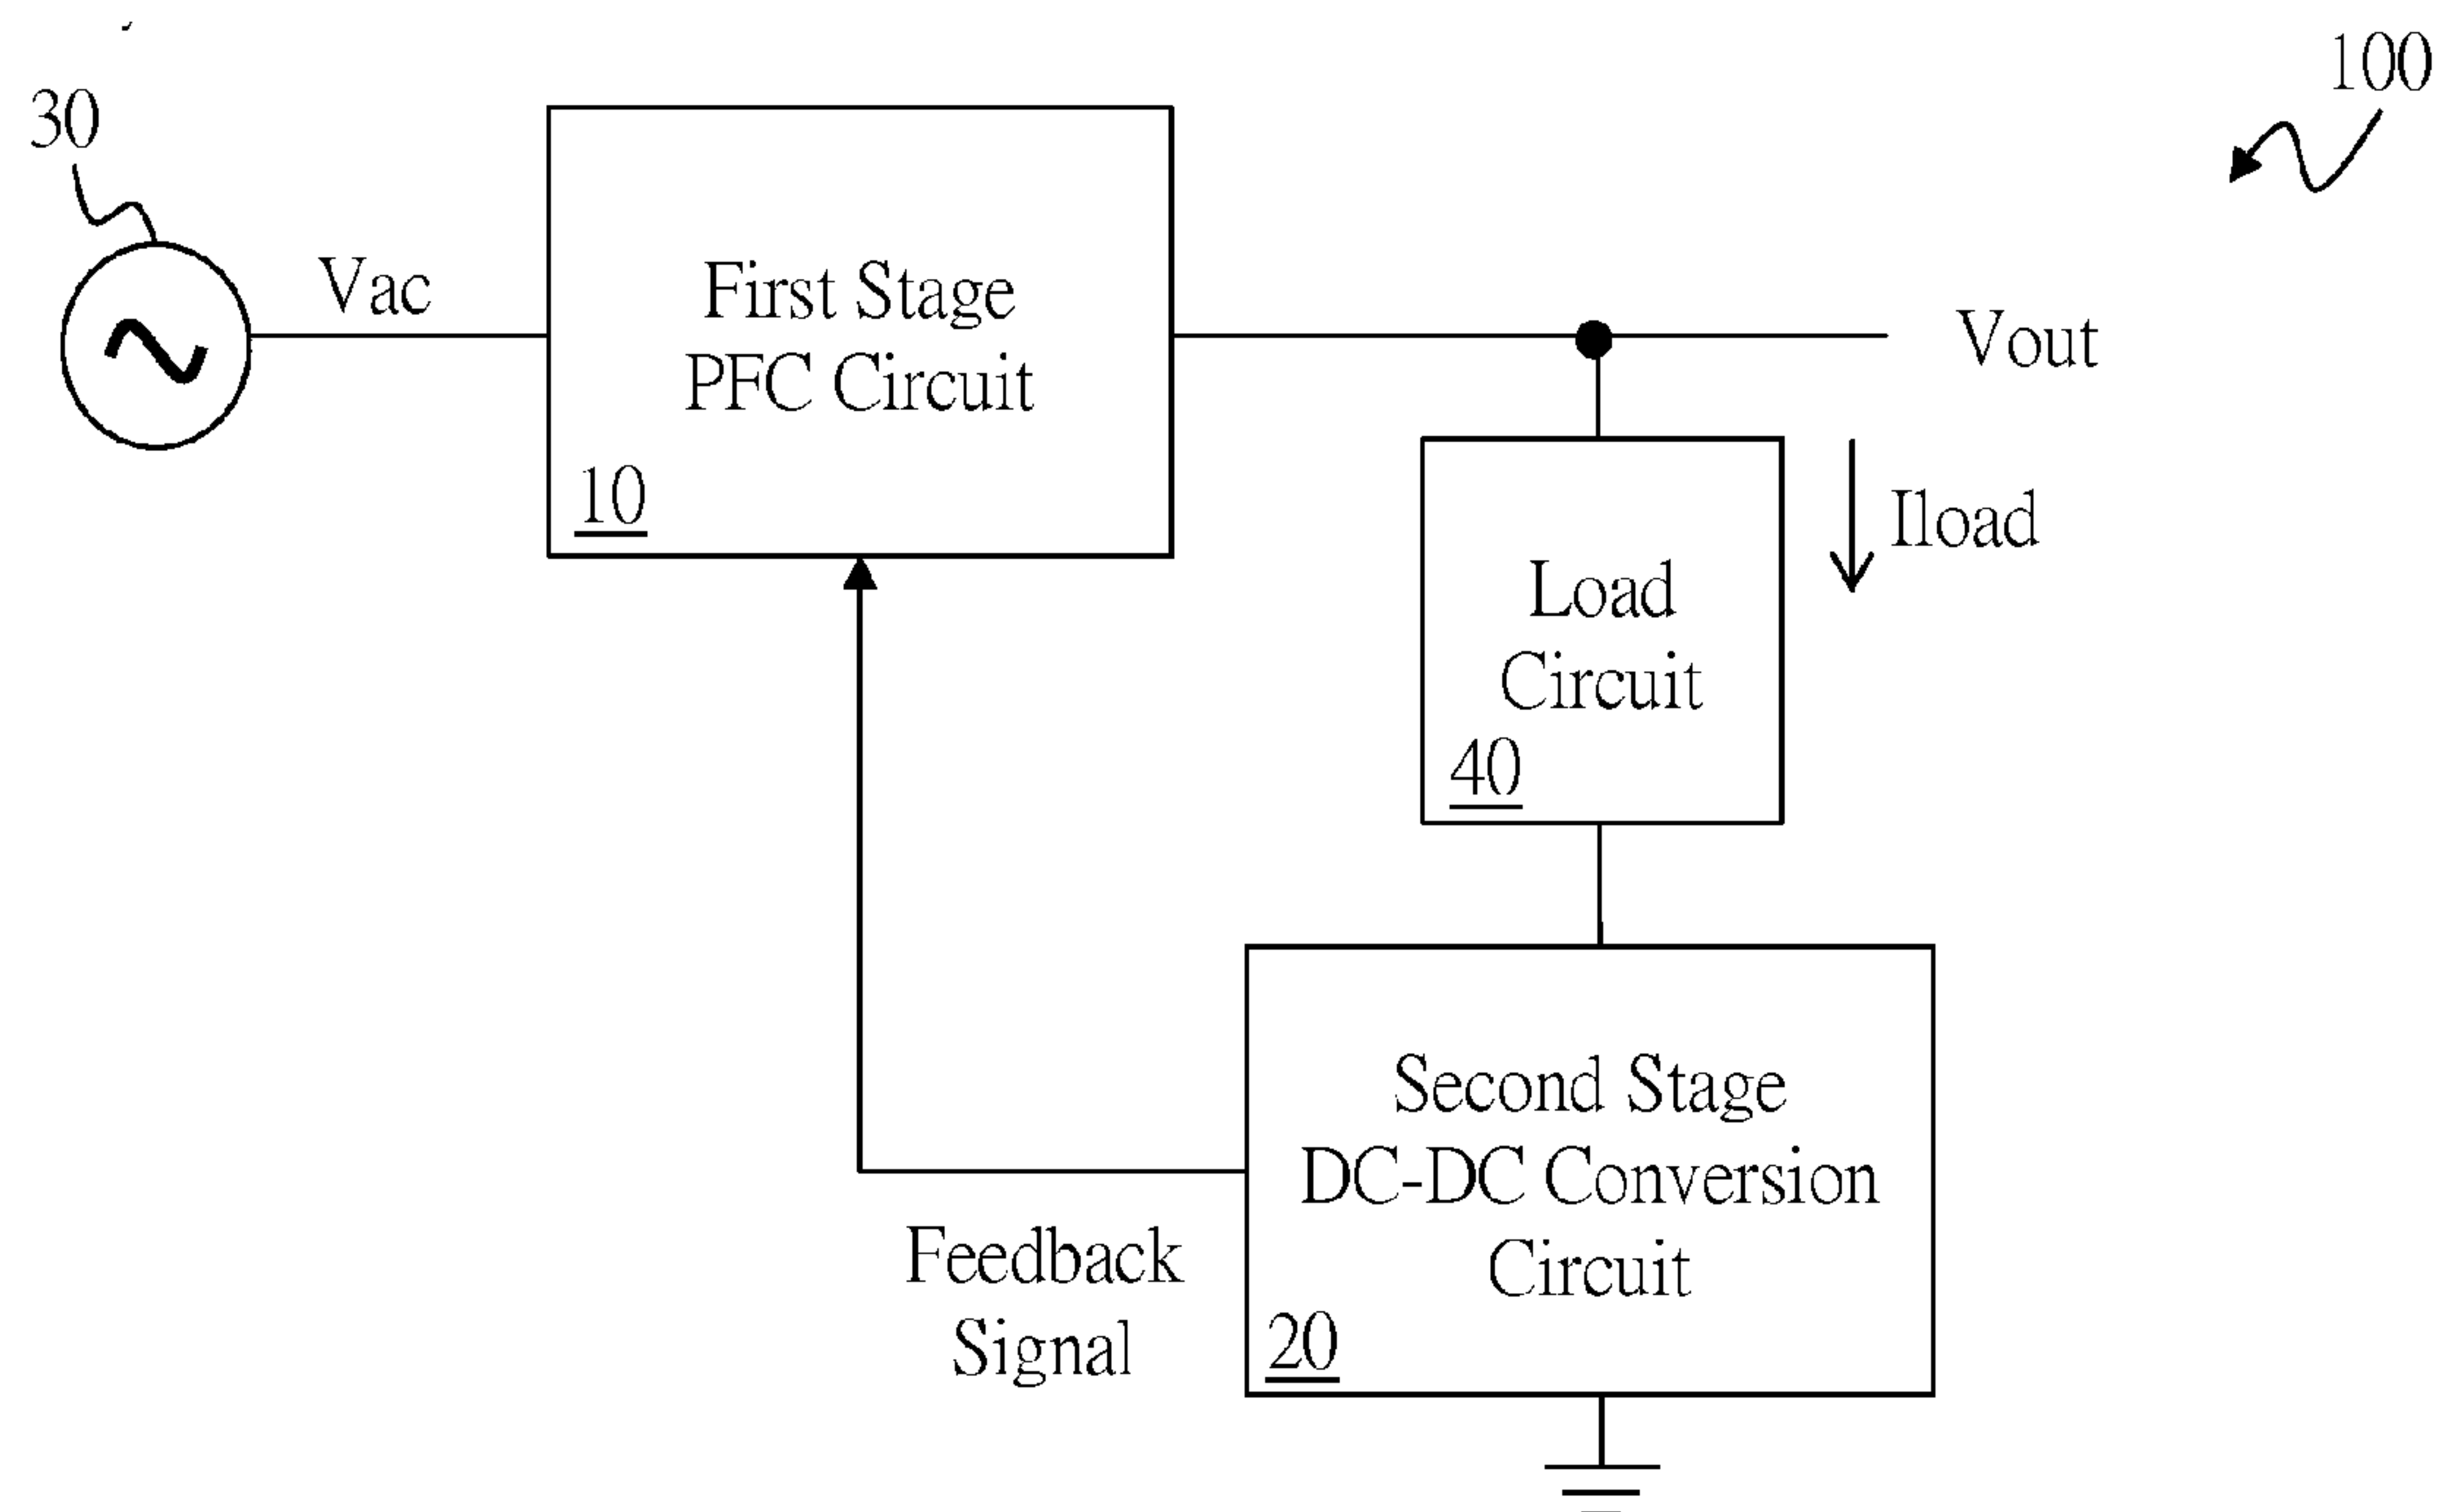 100
30
Vac
First Stage
PFC Circuit
10
Vout
Iload
Load
Circuit
40
Second Stage
DC-DC Conversion
Circuit
20
Feedback
Signal